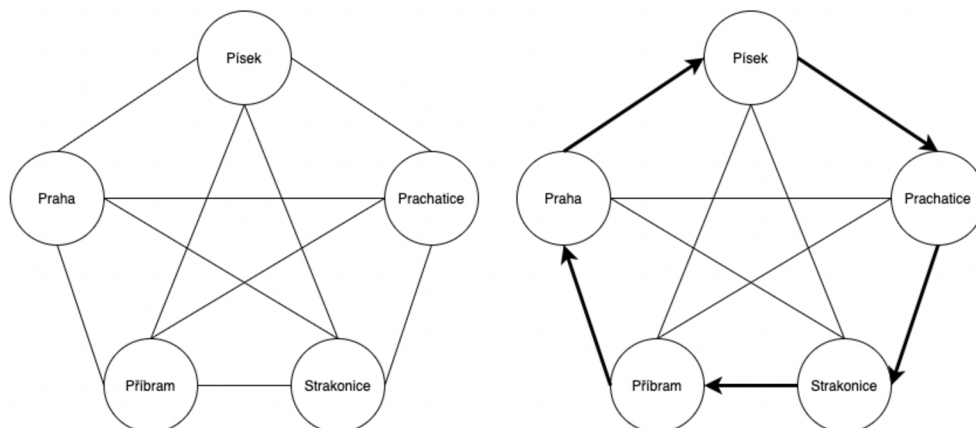 Písek
Praha
Prachatice
Příbram
Strakonice
Písek
Praha
Prachatice
Příbram
Strakonice